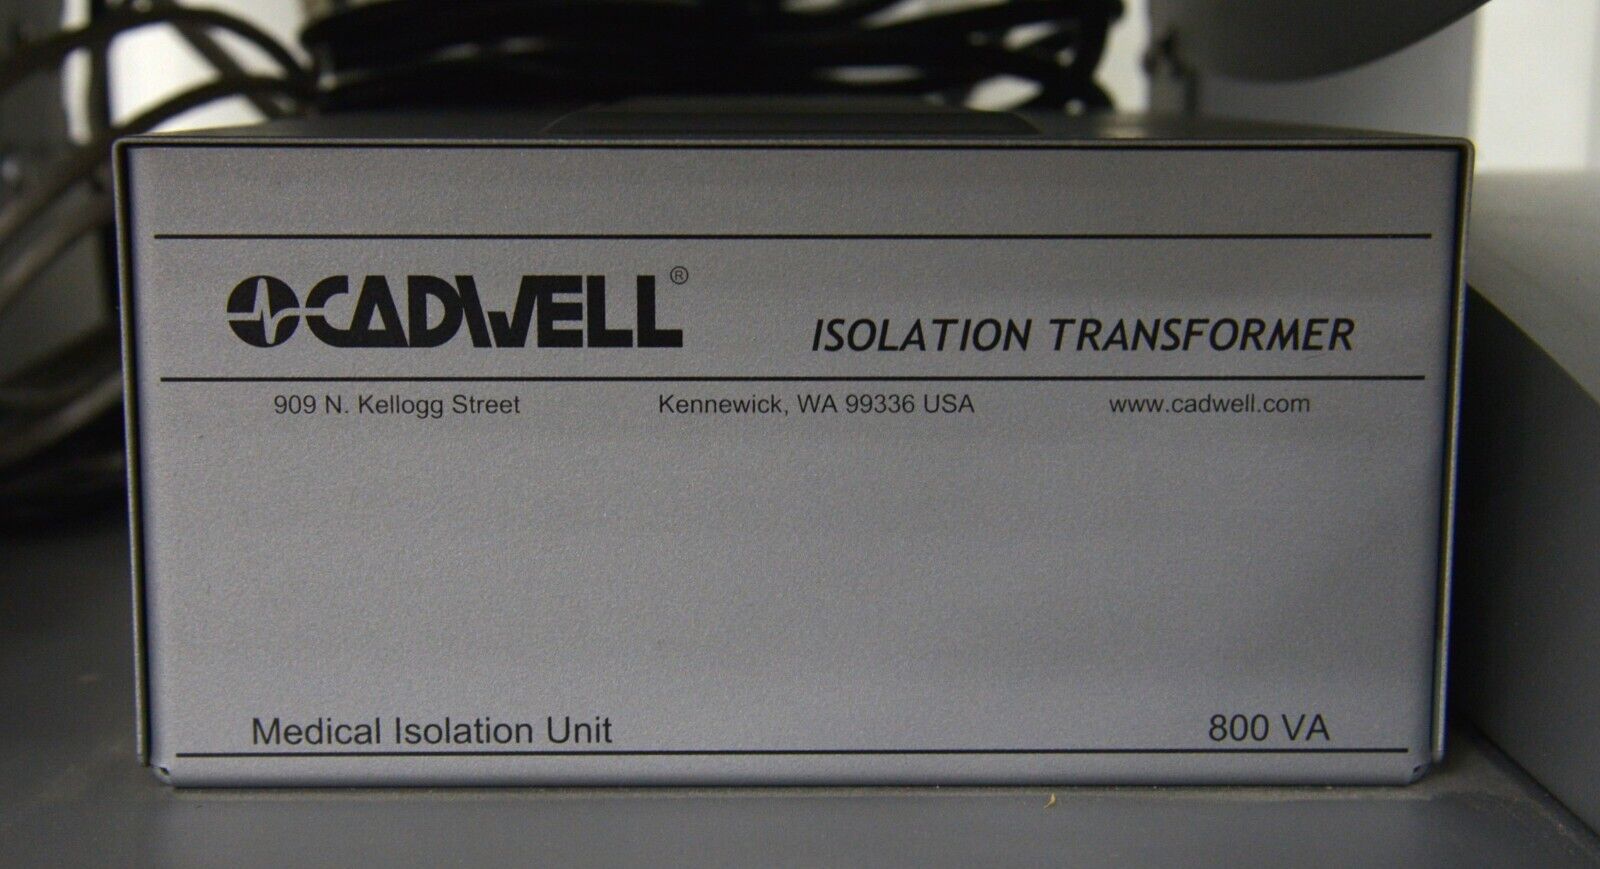 CADWELL® ISOLATION TRANSFORMER
909 N. Kellogg Street Kennewick, WA 99336 USA www.cadwell.com
Medical Isolation Unit 800 VA